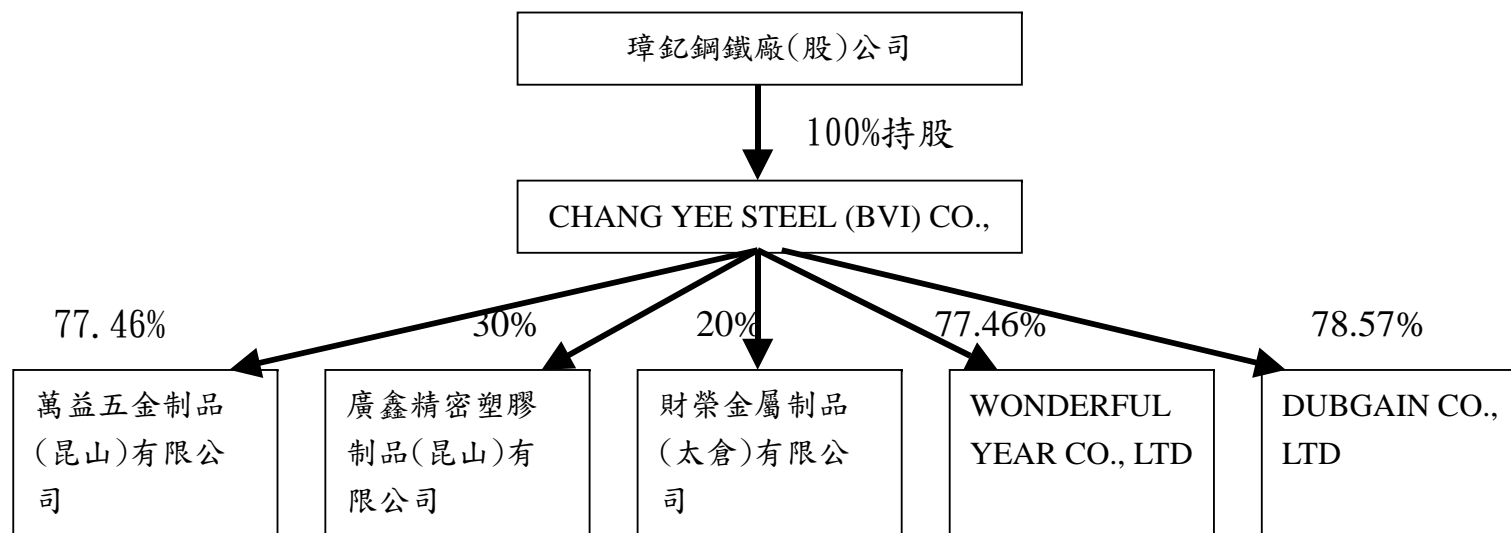 璋釔鋼鐵廠(股)公司
100%持股
CHANG YEE STEEL (BVI) CO.,
77.46%
30%
20%
77.46%
78.57%
萬益五金制品
(昆山)有限公
司
廣鑫精密塑膠
制品(昆山)有
限公司
財榮金屬制品
(太倉)有限公
司
WONDERFUL
YEAR CO., LTD
DUBGAIN CO.,
LTD